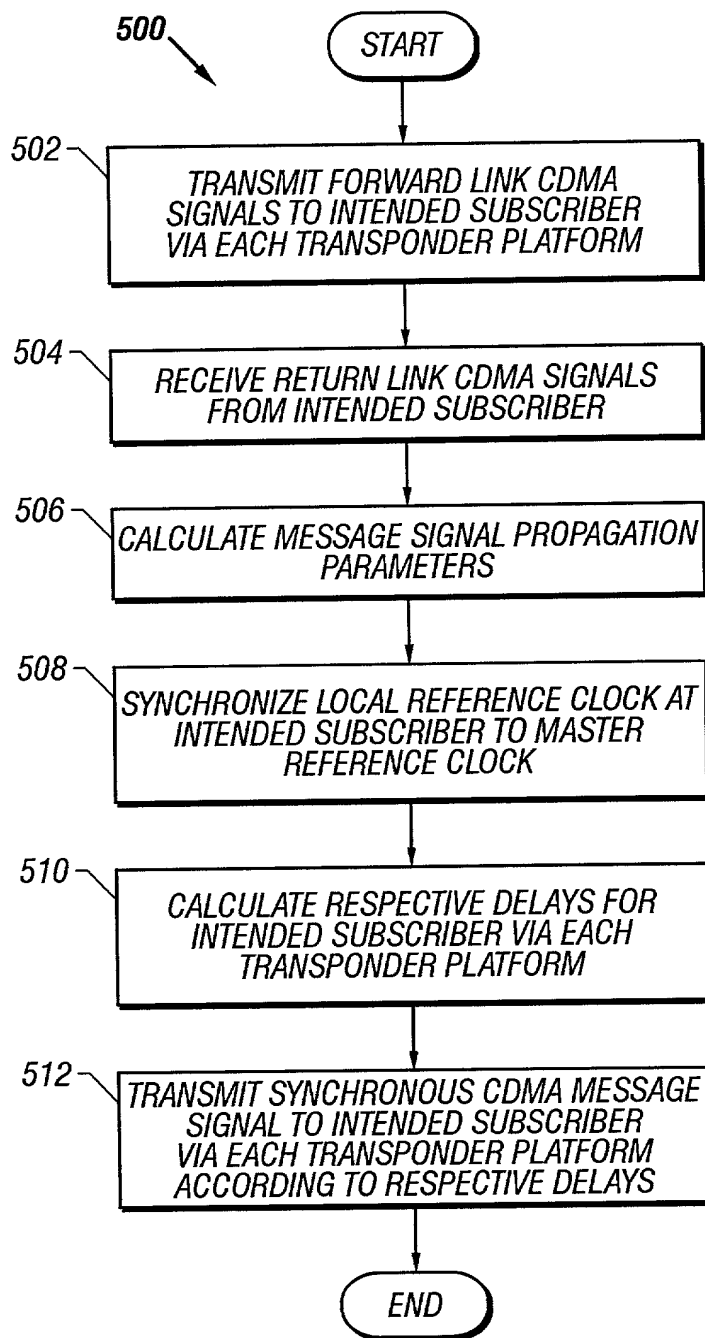 500
START
502
TRANSMIT FORWARD LINK CDMA
SIGNALS TO INTENDED SUBSCRIBER
VIA EACH TRANSPONDER PLATFORM
504
RECEIVE RETURN LINK CDMA SIGNALS
FROM INTENDED SUBSCRIBER
506
CALCULATE MESSAGE SIGNAL PROPAGATION
PARAMETERS
508
SYNCHRONIZE LOCAL REFERENCE CLOCK AT
INTENDED SUBSCRIBER TO MASTER
REFERENCE CLOCK
510
CALCULATE RESPECTIVE DELAYS FOR
INTENDED SUBSCRIBER VIA EACH
TRANSPONDER PLATFORM
512
TRANSMIT SYNCHRONOUS CDMA MESSAGE
SIGNAL TO INTENDED SUBSCRIBER
VIA EACH TRANSPONDER PLATFORM
ACCORDING TO RESPECTIVE DELAYS
END